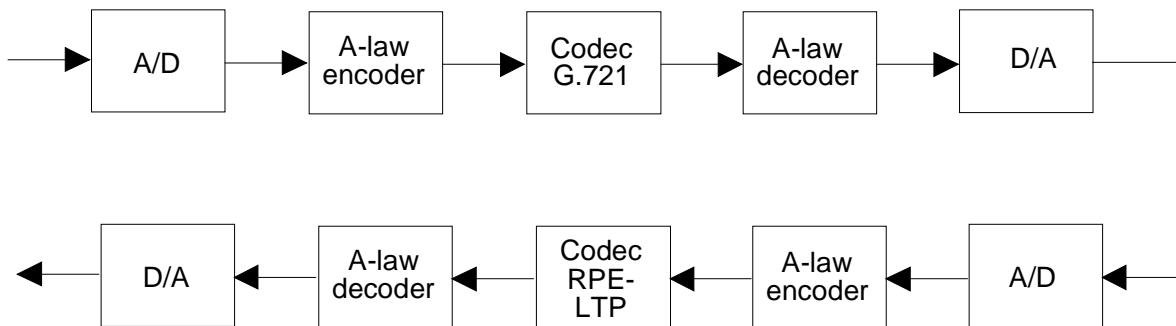 A/D
A-law
encoder
Codec
G.721
A-law
decoder
D/A
D/A
A-law
decoder
Codec
RPE-
LTP
A-law
encoder
A/D